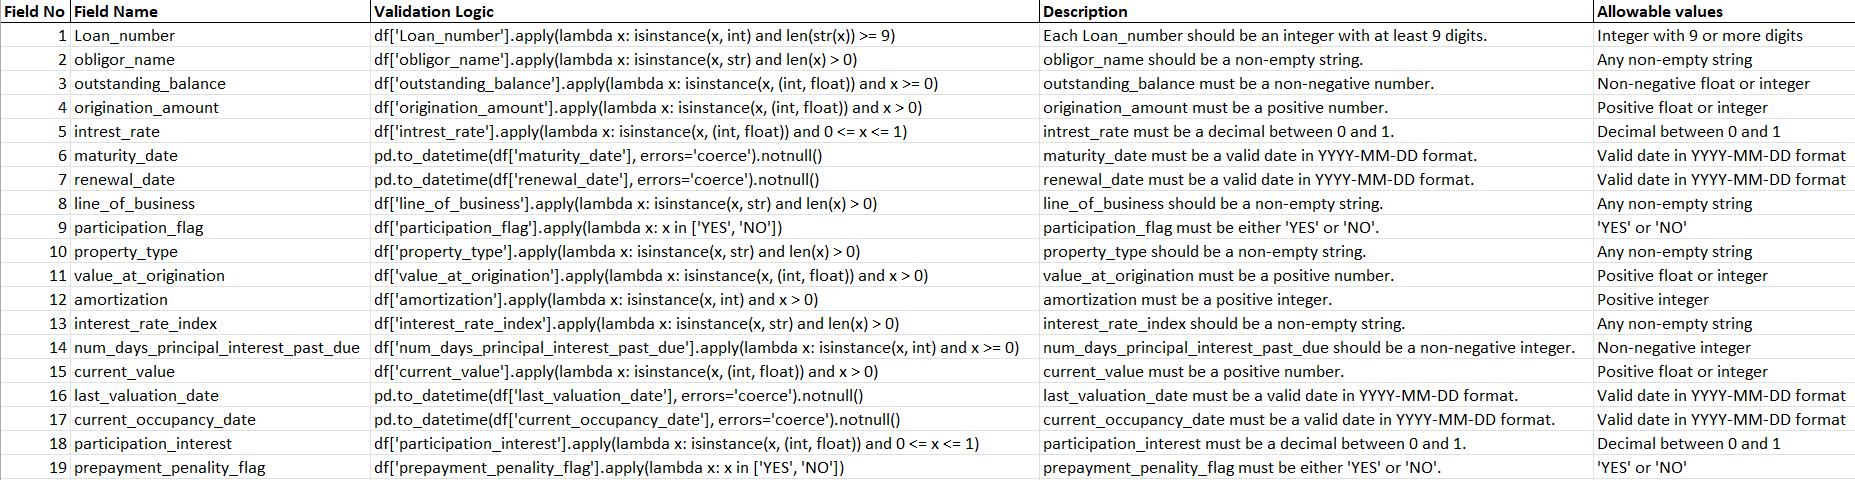 Field No Field Name Validation Logic Description Allowable values
1 Loan_number df['Loan_number'].apply(lambda x: isinstance(x, int) and len(str(x)) >= 9) Each Loan_number should be an integer with at least 9 digits. Integer with 9 or more digits
2 obligor_name df['obligor_name'].apply(lambda x: isinstance(x, str) and len(x) > 0) obligor_name should be a non-empty string. Any non-empty string
3 outstanding_balance df['outstanding_balance'].apply(lambda x: isinstance(x, (int, float)) and x >= 0) outstanding_balance must be a non-negative number. Non-negative float or integer
4 origination_amount df['origination_amount'].apply(lambda x: isinstance(x, (int, float)) and x > 0) origination_amount must be a positive number. Positive float or integer
5 intrest_rate df['intrest_rate'].apply(lambda x: isinstance(x, (int, float)) and 0 <= x <= 1) intrest_rate must be a decimal between 0 and 1. Decimal between 0 and 1
6 maturity_date pd.to_datetime(df['maturity_date'], errors='coerce').notnull() maturity_date must be a valid date in YYYY-MM-DD format. Valid date in YYYY-MM-DD format
7 renewal_date pd.to_datetime(df['renewal_date'], errors='coerce').notnull() renewal_date must be a valid date in YYYY-MM-DD format. Valid date in YYYY-MM-DD format
8 line_of_business df['line_of_business'].apply(lambda x: isinstance(x, str) and len(x) > 0) line_of_business should be a non-empty string. Any non-empty string
9 participation_flag df['participation_flag'].apply(lambda x: x in ['YES', 'NO']) participation_flag must be either 'YES' or 'NO'. 'YES' or 'NO'
10 property_type df['property_type'].apply(lambda x: isinstance(x, str) and len(x) > 0) property_type should be a non-empty string. Any non-empty string
11 value_at_origination df['value_at_origination'].apply(lambda x: isinstance(x, (int, float)) and x > 0) value_at_origination must be a positive number. Positive float or integer
12 amortization df['amortization'].apply(lambda x: isinstance(x, int) and x > 0) amortization must be a positive integer. Positive integer
13 interest_rate_index df['interest_rate_index'].apply(lambda x: isinstance(x, str) and len(x) > 0) interest_rate_index should be a non-empty string. Any non-empty string
14 num_days_principal_interest_past_due df['num_days_principal_interest_past_due'].apply(lambda x: isinstance(x, int) and x >= 0) num_days_principal_interest_past_due should be a non-negative integer. Non-negative integer
15 current_value df['current_value'].apply(lambda x: isinstance(x, (int, float)) and x > 0) current_value must be a positive number. Positive float or integer
16 last_valuation_date pd.to_datetime(df['last_valuation_date'], errors='coerce').notnull() last_valuation_date must be a valid date in YYYY-MM-DD format. Valid date in YYYY-MM-DD format
17 current_occupancy_date pd.to_datetime(df['current_occupancy_date'], errors='coerce').notnull() current_occupancy_date must be a valid date in YYYY-MM-DD format. Valid date in YYYY-MM-DD format
18 participation_interest df['participation_interest'].apply(lambda x: isinstance(x, (int, float)) and 0 <= x <= 1) participation_interest must be a decimal between 0 and 1. Decimal between 0 and 1
19 prepayment_penality_flag df['prepayment_penality_flag'].apply(lambda x: x in ['YES', 'NO']) prepayment_penality_flag must be either 'YES' or 'NO'. 'YES' or 'NO'